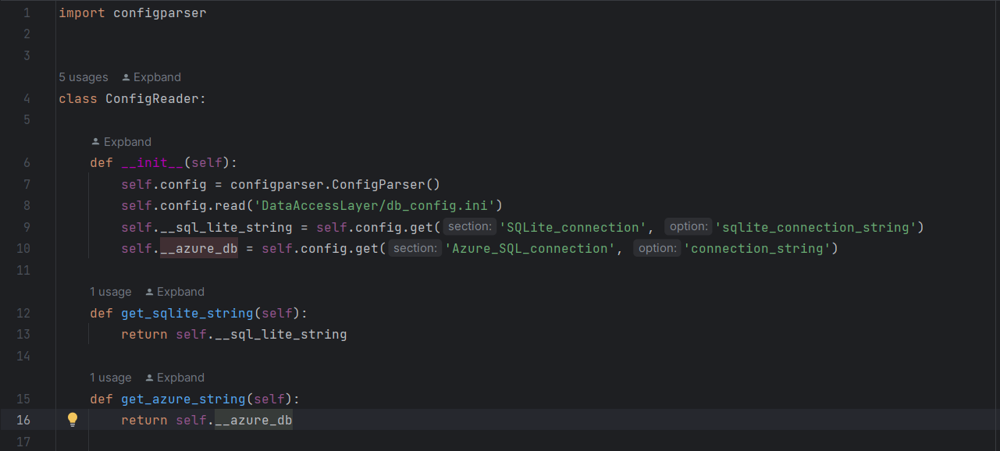 1 import configparser
2
3
5 usages Expband
4 class ConfigReader:
5
Expband
6 def __init__(self):
7 self.config = configparser.ConfigParser()
8 self.config.read('DataAccessLayer/db_config.ini')
9 self.__sql_lite_string = self.config.get( section: 'SQLite_connection', option: 'sqlite_connection_string')
10 self.__azure_db = self.config.get( section: 'Azure_SQL_connection', option: 'connection_string')
11
1 usage Expband
12 def get_sqlite_string(self):
13 return self.__sql_lite_string
14
1 usage Expband
15 def get_azure_string(self):
16 return self.__azure_db
17